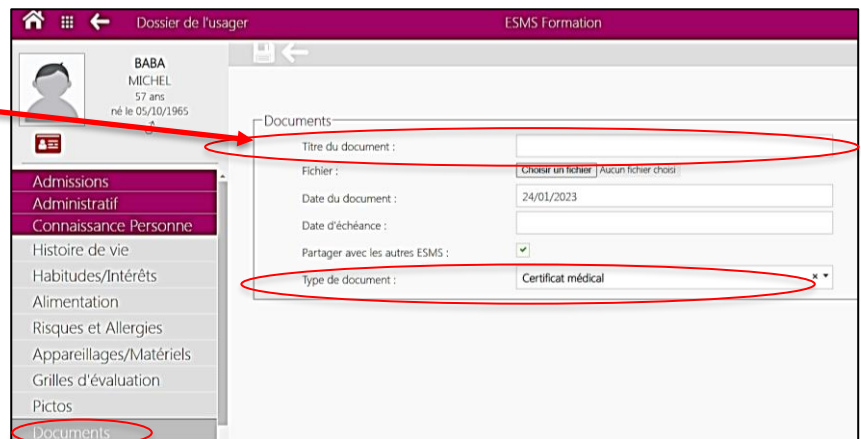 Dossier de l'usager
ESMS Formation
BABA
MICHEL
57 ans
né le 05/10/1965
Documents
Titre du document :
Fichier :
Choisir un fichier Aucun fichier choisi
Date du document :
24/01/2023
Date d'échéance :
Partager avec les autres ESMS :
Type de document :
Certificat médical
Admissions
Administratif
Connaissance Personne
Histoire de vie
Habitudes/Intérêts
Alimentation
Risques et Allergies
Appareillages/Matériels
Grilles d'évaluation
Pictos
Documents